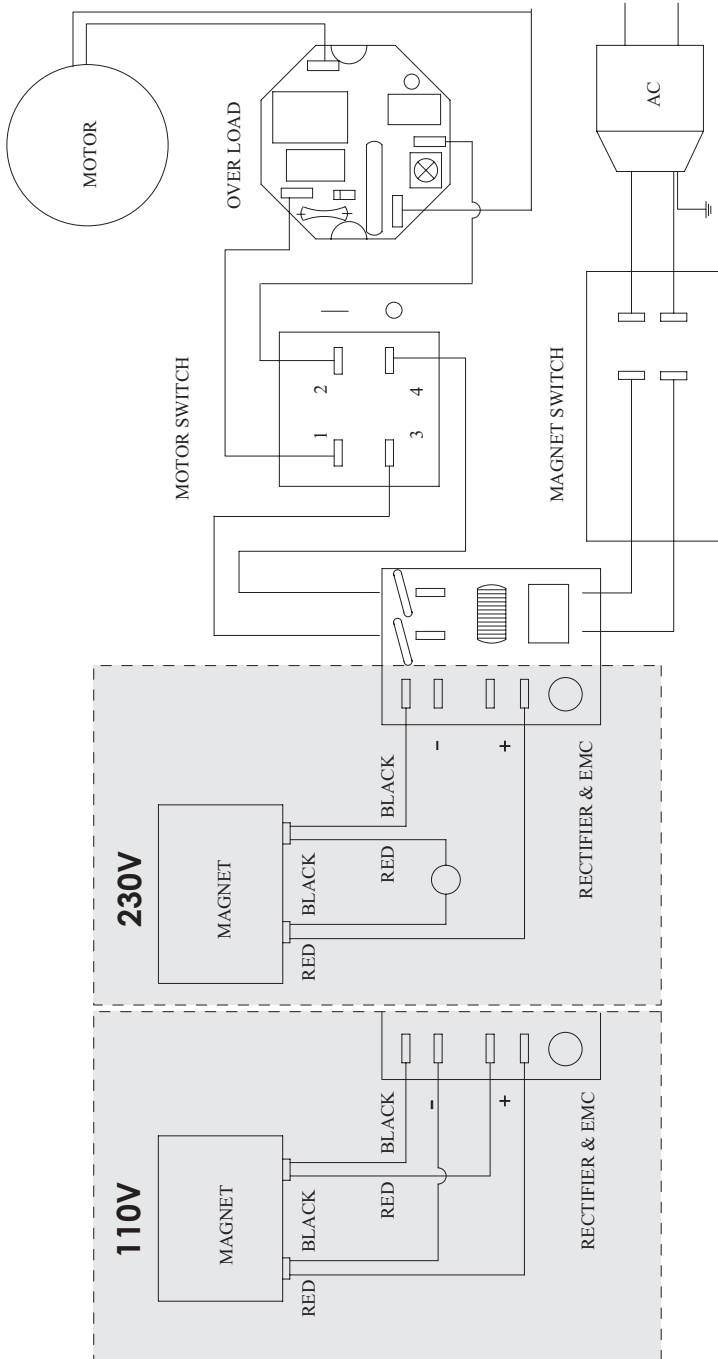 MOTOR
OVER LOAD
AC
MOTOR SWITCH
1
2
3
4
MAGNET SWITCH
230V
MAGNET
RED
BLACK
RED
BLACK
-
+
RECTIFIER & EMC
110V
MAGNET
RED
BLACK
RED
BLACK
-
+
RECTIFIER & EMC